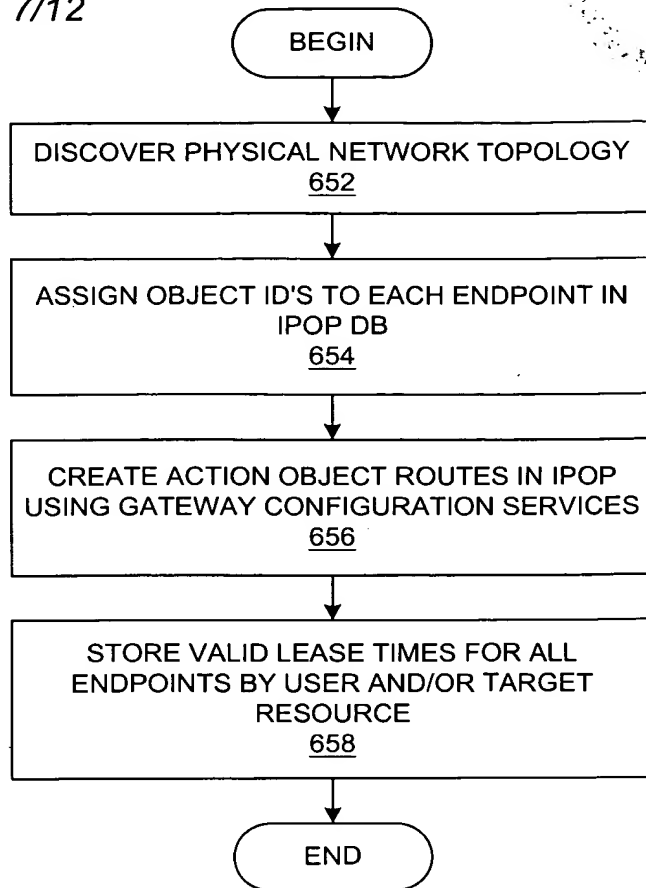 7/12
BEGIN
DISCOVER PHYSICAL NETWORK TOPOLOGY
652
ASSIGN OBJECT ID'S TO EACH ENDPOINT IN
IPOP DB
654
CREATE ACTION OBJECT ROUTES IN IPOP
USING GATEWAY CONFIGURATION SERVICES
656
STORE VALID LEASE TIMES FOR ALL
ENDPOINTS BY USER AND/OR TARGET
RESOURCE
658
END